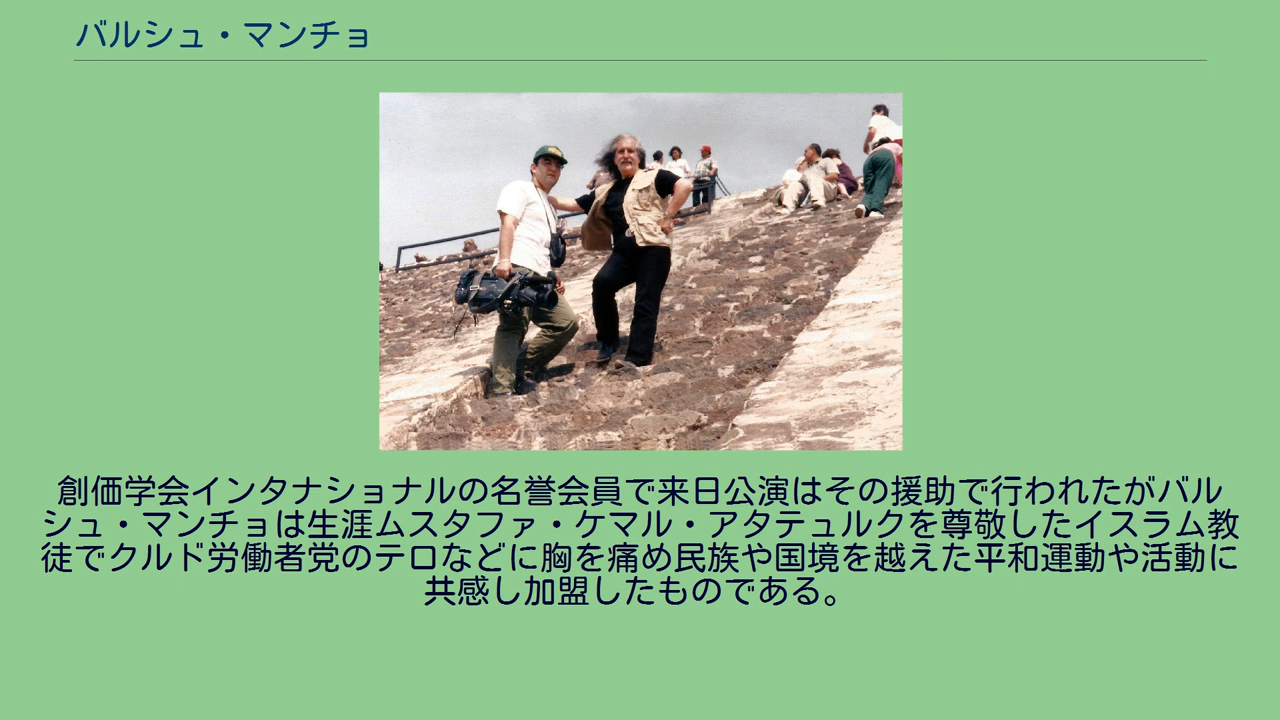 バルシュ・マンチョ
創価学会インタナショナルの名誉会員で来日公演はその援助で行われたがバル
シュ・マンチョは生涯ムスタファ・ケマル・アタテュルクを尊敬したイスラム教
徒でクルド労働者党のテロなどに胸を痛め民族や国境を越えた平和運動や活動に
共感し加盟したものである。